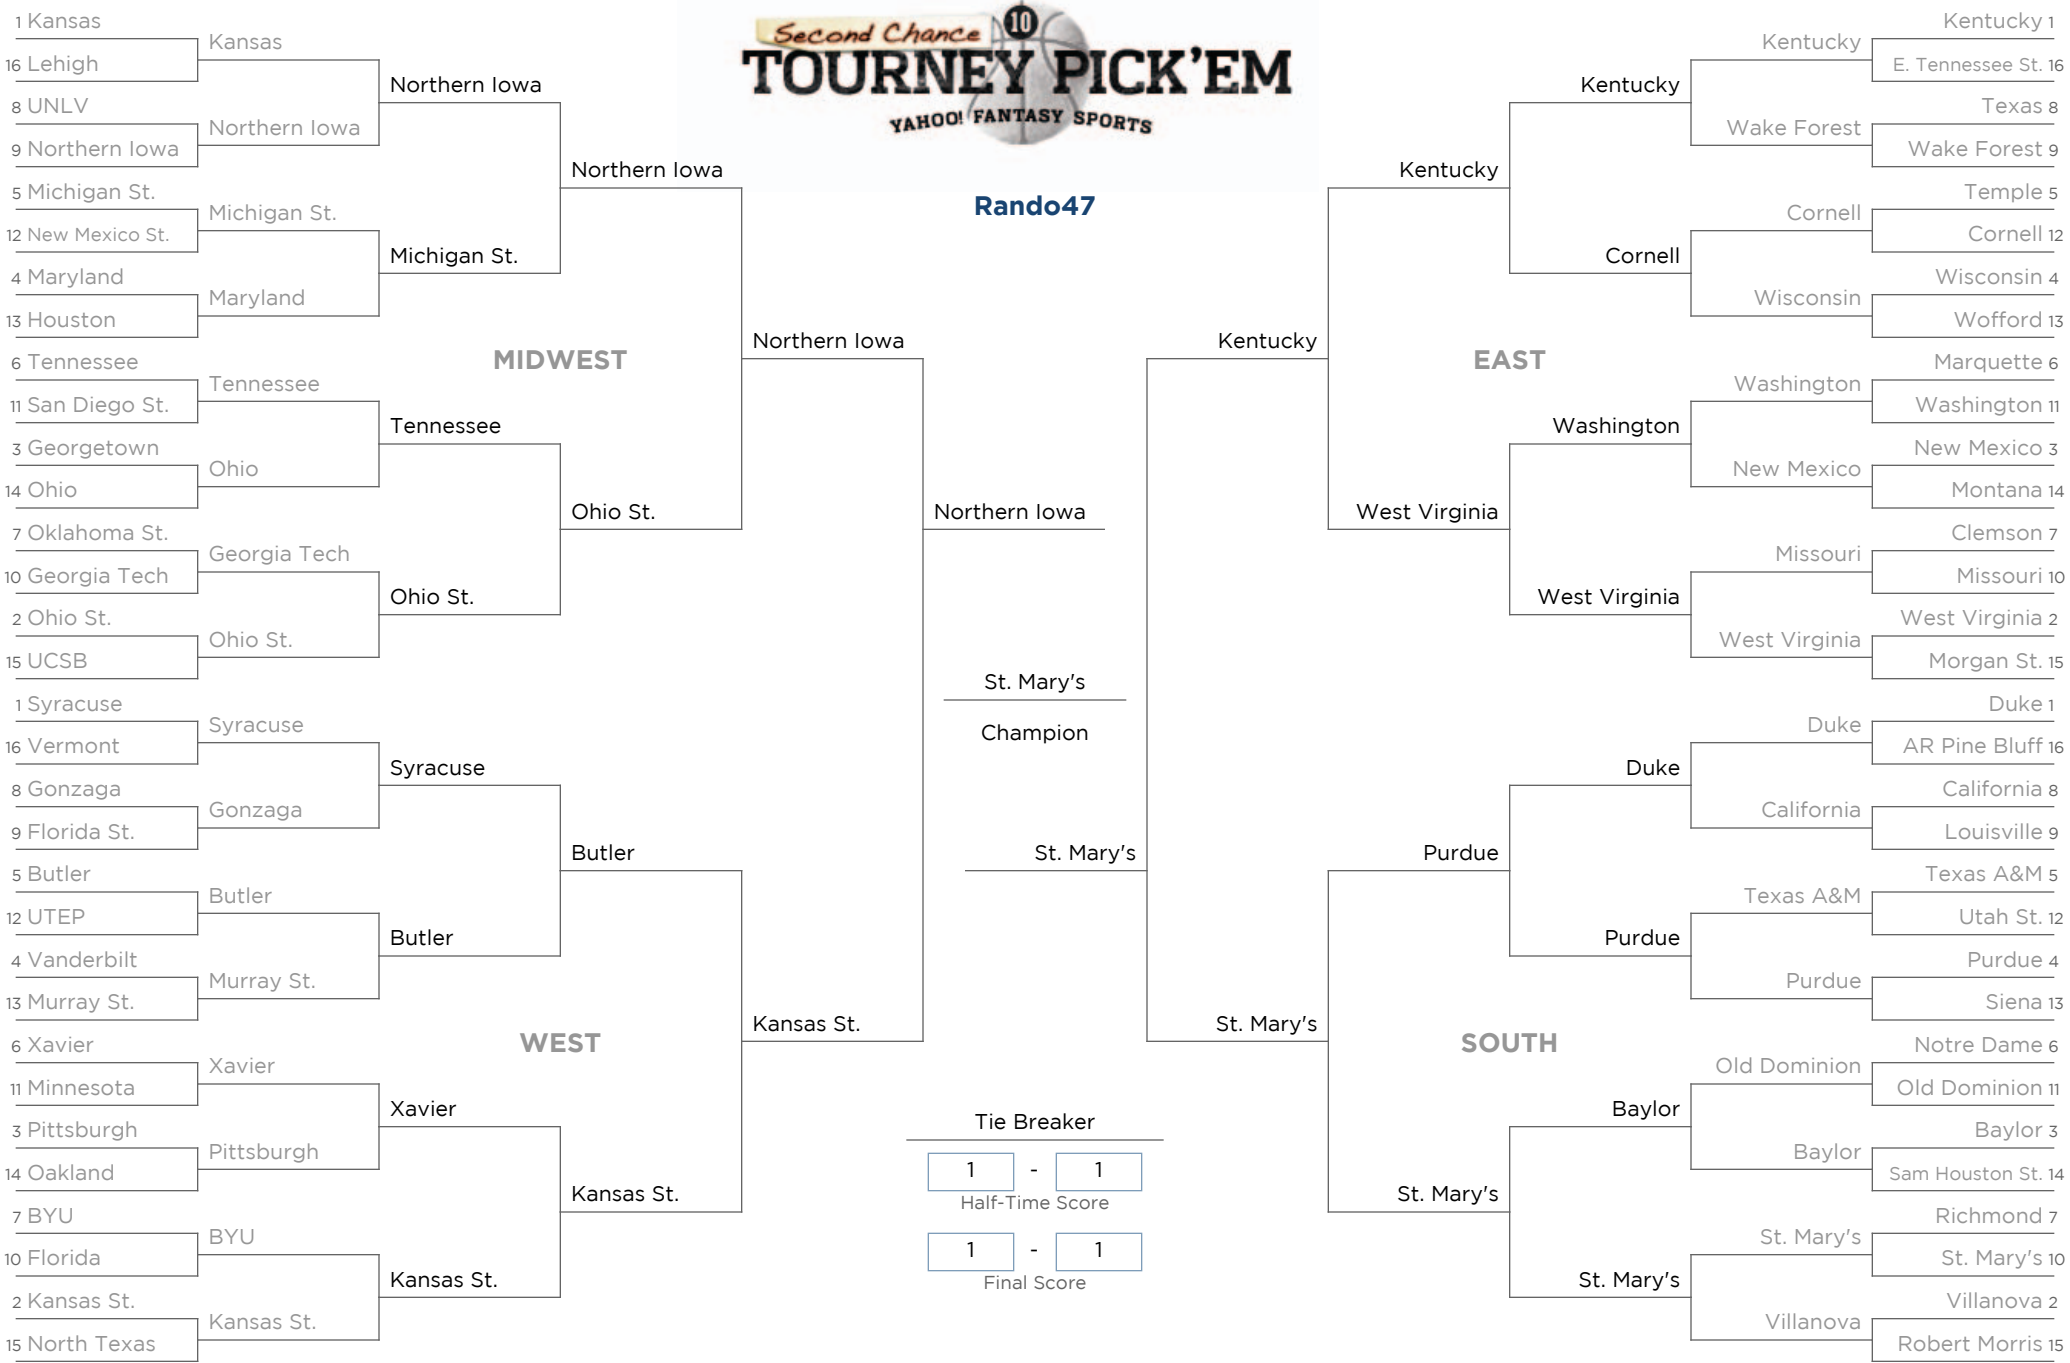 Second Chance 10
TOURNEY PICK'EM
YAHOO! FANTASY SPORTS
Rando47
1 Kansas
16 Lehigh
8 UNLV
9 Northern Iowa
5 Michigan St.
12 New Mexico St.
4 Maryland
13 Houston
6 Tennessee
11 San Diego St.
3 Georgetown
14 Ohio
7 Oklahoma St.
10 Georgia Tech
2 Ohio St.
15 UCSB
1 Syracuse
16 Vermont
8 Gonzaga
9 Florida St.
5 Butler
12 UTEP
4 Vanderbilt
13 Murray St.
6 Xavier
11 Minnesota
3 Pittsburgh
14 Oakland
7 BYU
10 Florida
2 Kansas St.
15 North Texas
Kansas
Northern Iowa
Michigan St.
Maryland
Tennessee
Ohio
Georgia Tech
Ohio St.
Syracuse
Gonzaga
Butler
Murray St.
Xavier
Pittsburgh
BYU
Kansas St.
Northern Iowa
Michigan St.
Tennessee
Ohio St.
Syracuse
Butler
Xavier
Kansas St.
MIDWEST
WEST
Northern Iowa
Ohio St.
Butler
Kansas St.
Northern Iowa
Kansas St.
Northern Iowa
St. Mary's
Champion
St. Mary's
Tie Breaker
1 - 1
Half-Time Score
1 - 1
Final Score
Kentucky
St. Mary's
Kentucky
West Virginia
Purdue
St. Mary's
EAST
SOUTH
Kentucky
Cornell
Washington
West Virginia
Duke
Purdue
Baylor
St. Mary's
Kentucky
Wake Forest
Cornell
Wisconsin
Washington
New Mexico
Missouri
West Virginia
Duke
California
Texas A&M
Purdue
Old Dominion
Baylor
St. Mary's
Villanova
Kentucky 1
E. Tennessee St. 16
Texas 8
Wake Forest 9
Temple 5
Cornell 12
Wisconsin 4
Wofford 13
Marquette 6
Washington 11
New Mexico 3
Montana 14
Clemson 7
Missouri 10
West Virginia 2
Morgan St. 15
Duke 1
AR Pine Bluff 16
California 8
Louisville 9
Texas A&M 5
Utah St. 12
Purdue 4
Siena 13
Notre Dame 6
Old Dominion 11
Baylor 3
Sam Houston St. 14
Richmond 7
St. Mary's 10
Villanova 2
Robert Morris 15